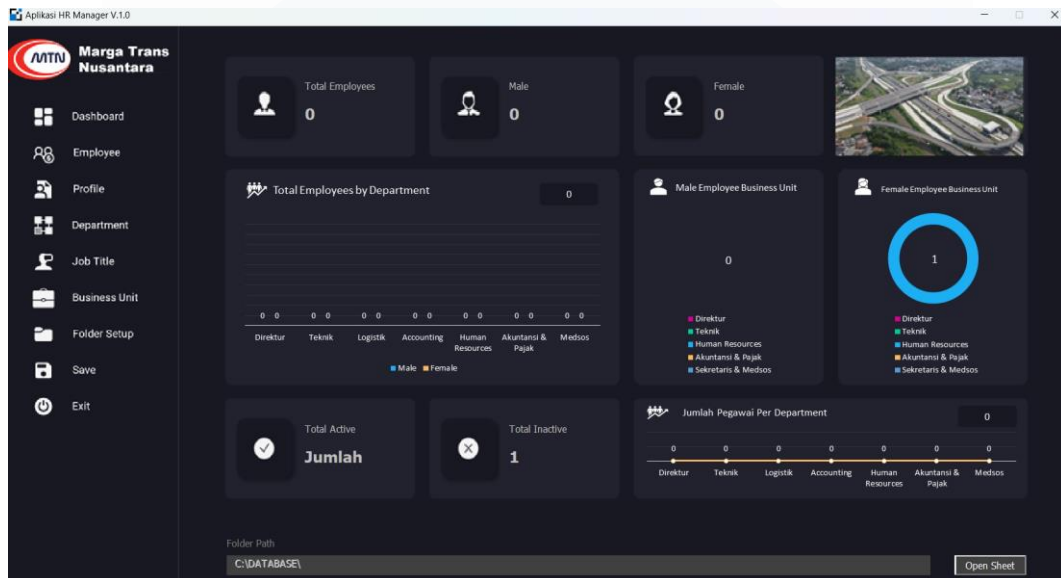 Aplikasi HR Manager V.1.0
MTN
Marga Trans
Nusantara
Dashboard
Employee
Profile
Department
Job Title
Business Unit
Folder Setup
Save
Exit
Total Employees
0
Male
0
Female
0
Total Employees by Department
0
0 0 0 0 0 0 0 0 0 0 0 0 0 0
Direktur Teknik Logistik Accounting Human Resources Akuntansi & Pajak Medsos
Male Female
Male Employee Business Unit
0
Direktur
Teknik
Human Resources
Akuntansi & Pajak
Sekretaris & Medsos
Female Employee Business Unit
1
Direktur
Teknik
Human Resources
Akuntansi & Pajak
Sekretaris & Medsos
Total Active
Jumlah
Total Inactive
1
Jumlah Pegawai Per Department
0
0 0 0 0 0 0 0
Direktur Teknik Logistik Accounting Human Resources Akuntansi & Pajak Medsos
Folder Path
C:\DATABASE\
Open Sheet